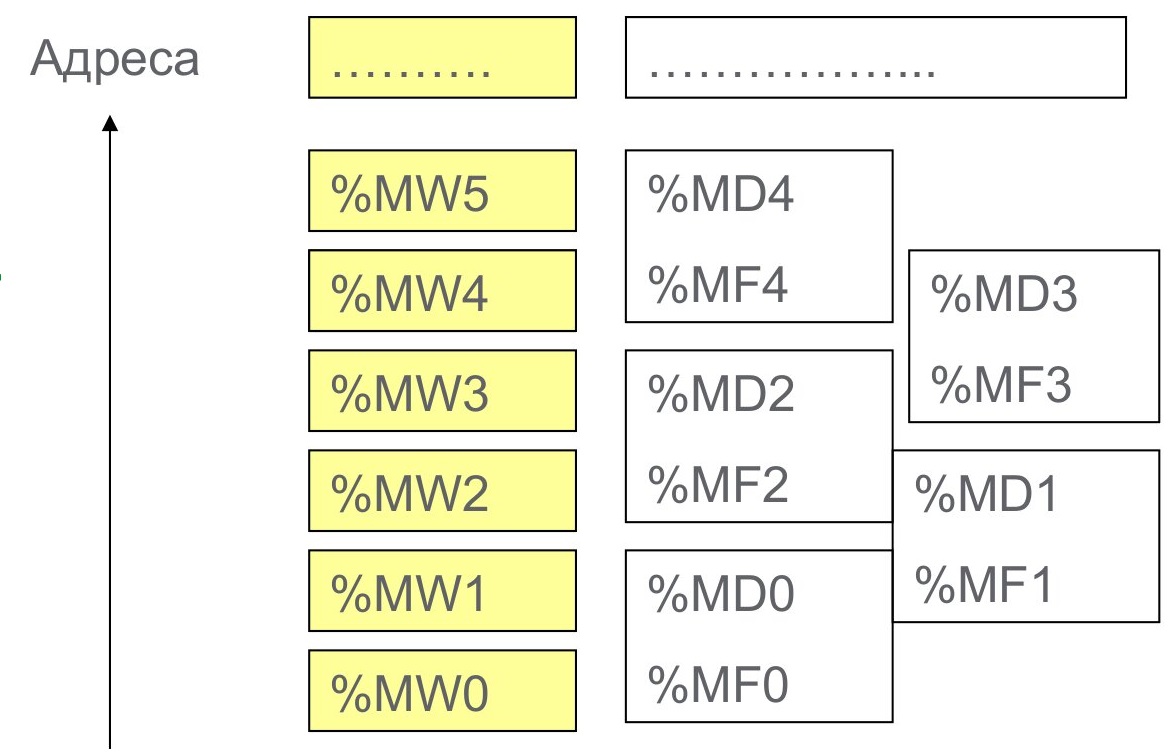 Адреса
……….
………………...
%MW5
%MD4
%MW4
%MF4
%MD3
%MW3
%MD2
%MF3
%MW2
%MF2
%MD1
%MW1
%MD0
%MF1
%MW0
%MF0